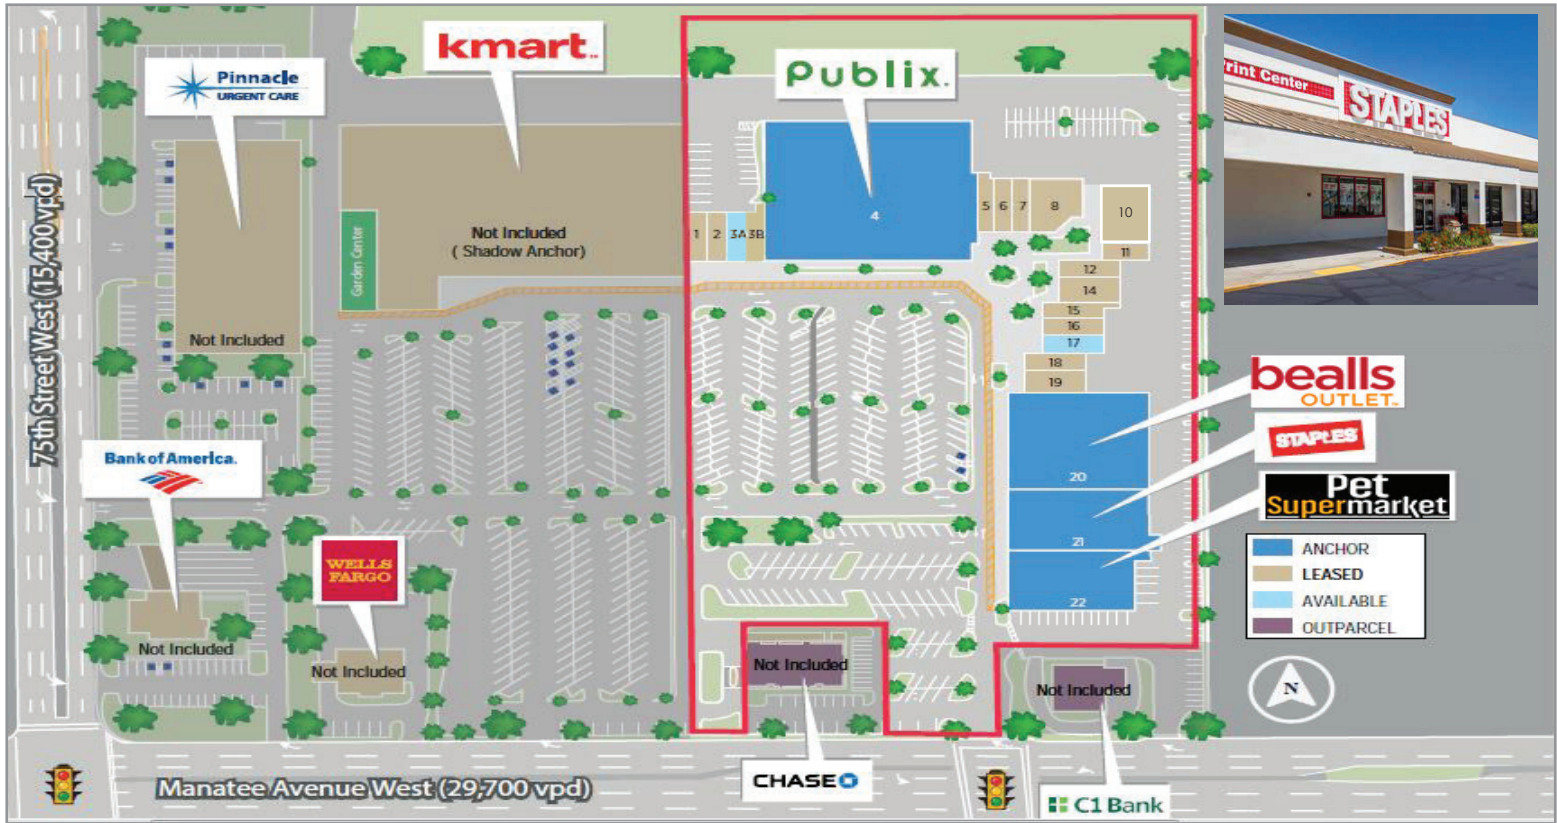 Pinnacle
URGENT CARE
kmart
Publix.
rint Center
STAPLES
75th Street West (15,400 vpd)
Garden Center
Not Included
( Shadow Anchor)
Not Included
1
2
3A
3B
4
5
6
7
8
10
11
12
14
15
16
17
18
19
20
21
22
bealls
OUTLET
STAPLES
Pet
Supermarket
ANCHOR
LEASED
AVAILABLE
OUTPARCEL
N
Bank of America.
WELLS
FARGO
Not Included
Not Included
Not Included
Not Included
CHASE
C1 Bank
Manatee Avenue West (29,700 vpd)